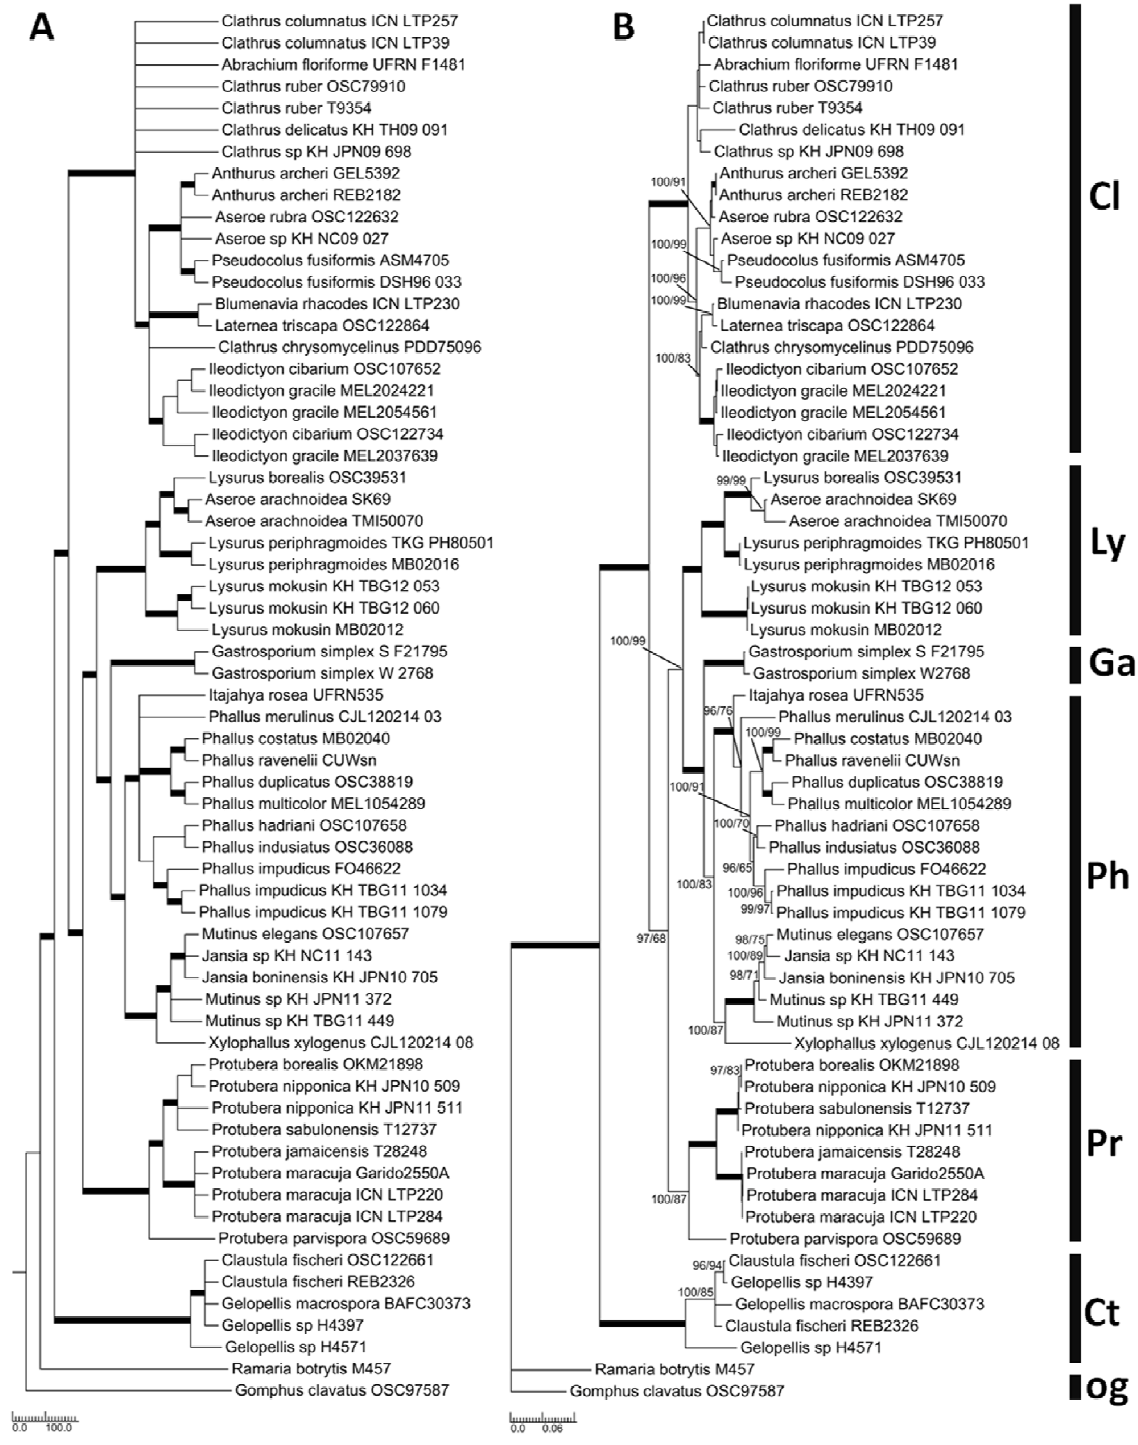 A
Clathrus columnatus ICN LTP257
Clathrus columnatus ICN LTP39
Abrachium floriforme UFRN F1481
Clathrus ruber OSC79910
Clathrus ruber T9354
Clathrus delicatus KH TH09 091
Clathrus sp KH JPN09 698
Anthurus archeri GEL5392
Anthurus archeri REB2182
Aseroe rubra OSC122632
Aseroe sp KH NC09 027
Pseudocolus fusiformis ASM4705
Pseudocolus fusiformis DSH96 033
Blumenavia rhacodes ICN LTP230
Laternea triscapa OSC122864
Clathrus chrysomycelinus PDD75096
Ileodictyon cibarium OSC107652
Ileodictyon gracile MEL2024221
Ileodictyon gracile MEL2054561
Ileodictyon cibarium OSC122734
Ileodictyon gracile MEL2037639
Lysurus borealis OSC39531
Aseroe arachnoidea SK69
Aseroe arachnoidea TMI50070
Lysurus periphragmoides TKG PH80501
Lysurus periphragmoides MB02016
Lysurus mokusin KH TBG12 053
Lysurus mokusin KH TBG12 060
Lysurus mokusin MB02012
Gastrosporium simplex S F21795
Gastrosporium simplex W 2768
Itajahya rosea UFRN535
Phallus merulinus CJL120214 03
Phallus costatus MB02040
Phallus ravenelii CUWsn
Phallus duplicatus OSC38819
Phallus multicolor MEL1054289
Phallus hadriani OSC107658
Phallus indusiatus OSC36088
Phallus impudicus FO46622
Phallus impudicus KH TBG11 1034
Phallus impudicus KH TBG11 1079
Mutinus elegans OSC107657
Jansia sp KH NC11 143
Jansia boninensis KH JPN10 705
Mutinus sp KH JPN11 372
Mutinus sp KH TBG11 449
Xylophallus xylogenus CJL120214 08
Protubera borealis OKM21898
Protubera nipponica KH JPN10 509
Protubera nipponica KH JPN11 511
Protubera sabulonensis T12737
Protubera jamaicensis T28248
Protubera maracuja Garido2550A
Protubera maracuja ICN LTP220
Protubera maracuja ICN LTP284
Protubera parvispora OSC59689
Claustula fischeri OSC122661
Claustula fischeri REB2326
Gelopellis macrospora BAFC30373
Gelopellis sp H4397
Gelopellis sp H4571
Ramaria botrytis M457
Gomphus clavatus OSC97587
0.0 100.0
B
Clathrus columnatus ICN LTP257
Clathrus columnatus ICN LTP39
Abrachium floriforme UFRN F1481
Clathrus ruber OSC79910
Clathrus ruber T9354
Clathrus delicatus KH TH09 091
Clathrus sp KH JPN09 698
Anthurus archeri GEL5392
100/91
Anthurus archeri REB2182
Aseroe rubra OSC122632
Aseroe sp KH NC09 027
100/99
Pseudocolus fusiformis ASM4705
100/96
Pseudocolus fusiformis DSH96 033
100/99
Blumenavia rhacodes ICN LTP230
Laternea triscapa OSC122864
Clathrus chrysomycelinus PDD75096
100/83
Ileodictyon cibarium OSC107652
Ileodictyon gracile MEL2024221
Ileodictyon gracile MEL2054561
Ileodictyon cibarium OSC122734
Ileodictyon gracile MEL2037639
99/99
Lysurus borealis OSC39531
Aseroe arachnoidea SK69
Aseroe arachnoidea TMI50070
Lysurus periphragmoides TKG PH80501
Lysurus periphragmoides MB02016
Lysurus mokusin KH TBG12 053
Lysurus mokusin KH TBG12 060
Lysurus mokusin MB02012
100/99
Gastrosporium simplex S F21795
Gastrosporium simplex W 2768
Itajahya rosea UFRN535
96/76
Phallus merulinus CJL120214 03
100/99
Phallus costatus MB02040
Phallus ravenelii CUWsn
100/91
Phallus duplicatus OSC38819
Phallus multicolor MEL1054289
100/70
Phallus hadriani OSC107658
Phallus indusiatus OSC36088
96/65
Phallus impudicus FO46622
100/83
100/96
Phallus impudicus KH TBG11 1034
99/97
Phallus impudicus KH TBG11 1079
97/68
98/75
Mutinus elegans OSC107657
100/89
Jansia sp KH NC11 143
98/71
Jansia boninensis KH JPN10 705
Mutinus sp KH TBG11 449
Mutinus sp KH JPN11 372
100/87
Xylophallus xylogenus CJL120214 08
97/83
Protubera borealis OKM21898
Protubera nipponica KH JPN10 509
Protubera sabulonensis T12737
Protubera nipponica KH JPN11 511
Protubera jamaicensis T28248
Protubera maracuja Garido2550A
100/87
Protubera maracuja ICN LTP284
Protubera maracuja ICN LTP220
Protubera parvispora OSC59689
96/94
Claustula fischeri OSC122661
Gelopellis sp H4397
100/85
Gelopellis macrospora BAFC30373
Claustula fischeri REB2326
Gelopellis sp H4571
Ramaria botrytis M457
Gomphus clavatus OSC97587
0.0 0.06
Cl
Ly
Ga
Ph
Pr
Ct
og